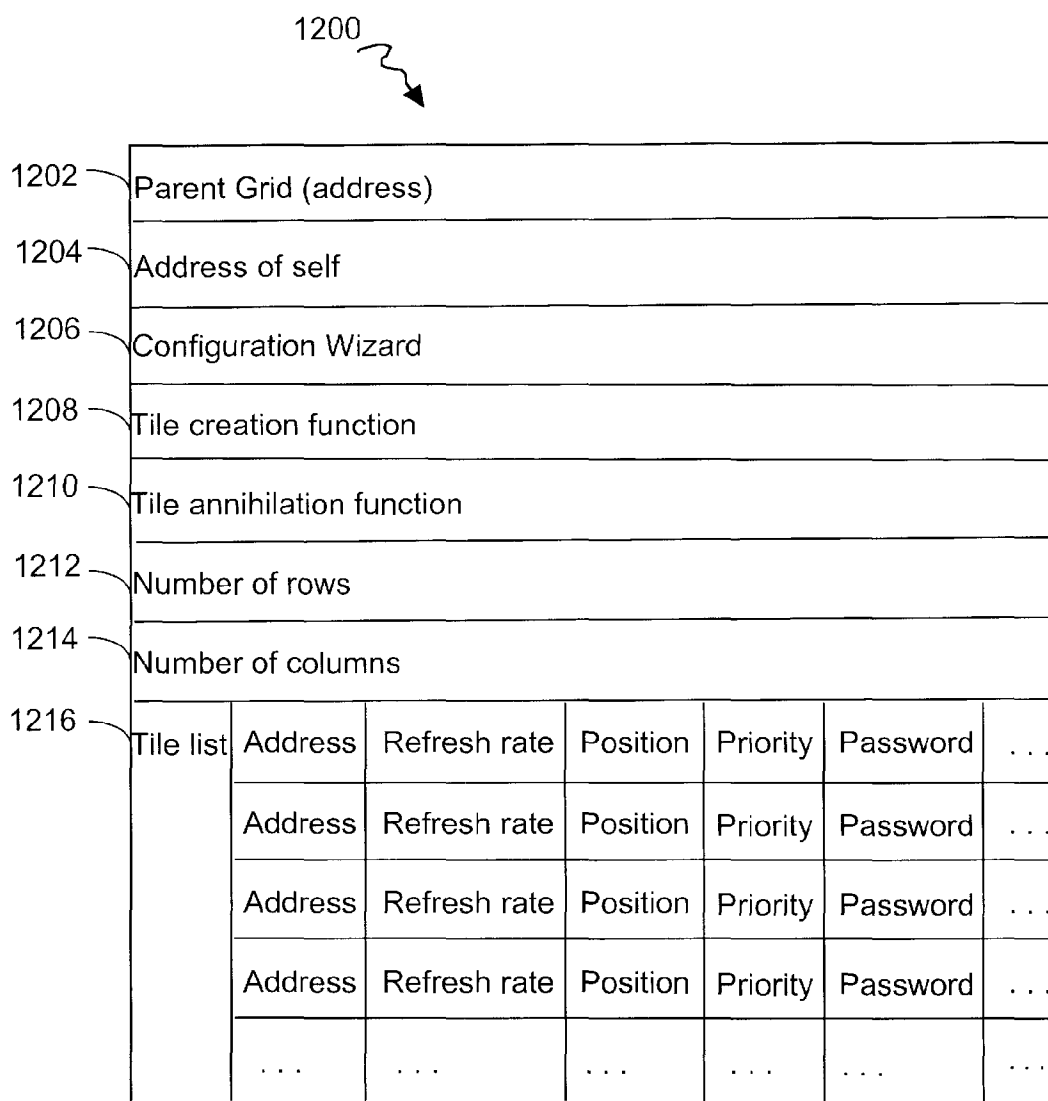 1200
1202 Parent Grid (address)
1204 Address of self
1206 Configuration Wizard
1208 Tile creation function
1210 Tile annihilation function
1212 Number of rows
1214 Number of columns
1216 Tile list Address Refresh rate Position Priority Password . . .
Address Refresh rate Position Priority Password . . .
Address Refresh rate Position Priority Password . . .
Address Refresh rate Position Priority Password . . .
. . . . . . . . . . . . . . . . . .